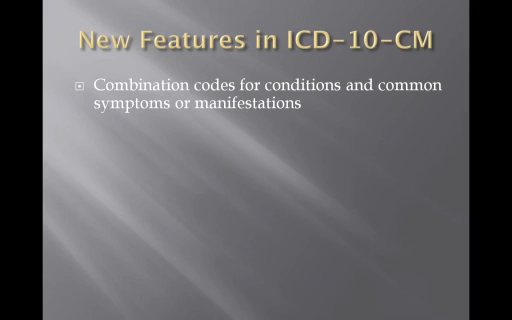 New Features in ICD-10-CM
Combination codes for conditions and common
symptoms or manifestations